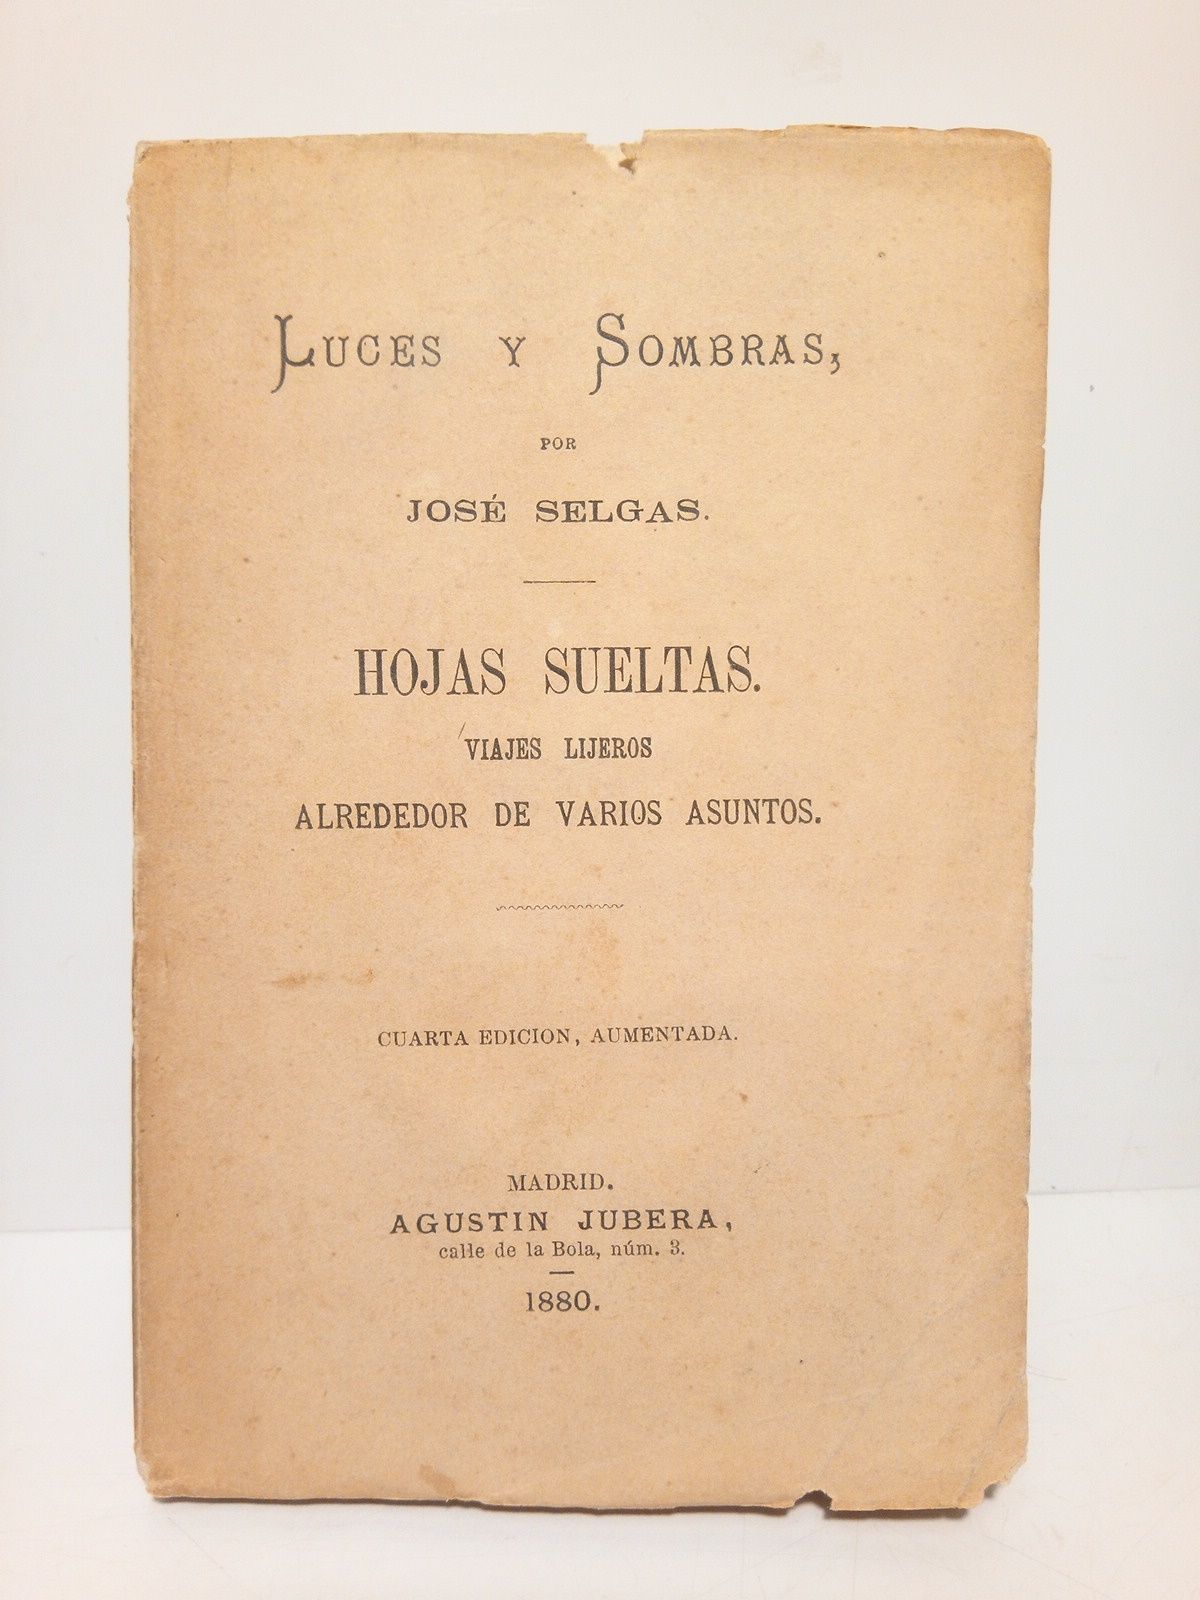 LUCES Y SOMBRAS,
POR
JOSÉ SELGAS.
HOJAS SUELTAS.
VIAJES LIJEROS
ALREDEDOR DE VARIOS ASUNTOS.
CUARTA EDICION, AUMENTADA.
MADRID.
AGUSTIN JUBERA,
calle de la Bola, núm. 3.
1880.